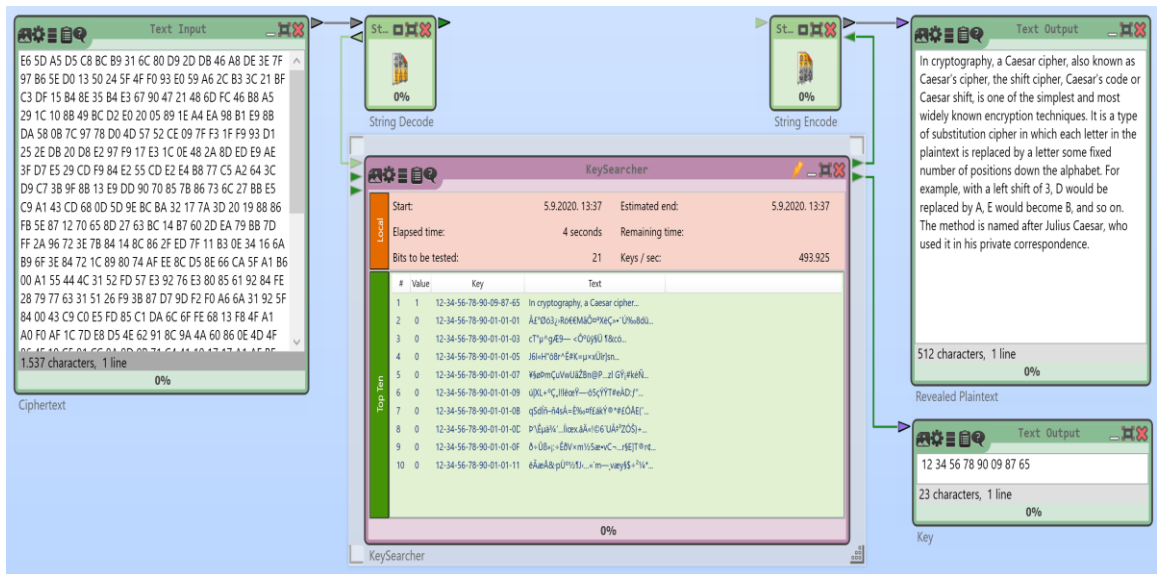 Text Input
E6 5D A5 D5 C8 BC B9 31 6C 80 D9 2D DB 46 A8 DE 3E 7F
97 B6 5E D0 13 50 24 5F 4F F0 93 E0 59 A6 2C B3 3C 21 BF
C3 DF 15 B4 8E 35 B4 E3 67 90 47 21 48 6D FC 46 B8 A5
29 1C 10 8B 49 BC D2 E0 20 05 89 1E A4 EA 98 B1 E9 8B
DA 58 0B 7C 97 78 D0 4D 57 52 CE 09 7F F3 1F F9 93 D1
25 2E DB 20 D8 E2 97 F9 17 E3 1C 0E 48 2A 8D ED E9 AE
3F D7 E5 29 CD F9 84 E2 55 CD E2 E4 B8 77 C5 A2 64 3C
D9 C7 3B 9F 8B 13 E9 DD 90 70 85 7B 86 73 6C 27 BB E5
C9 A1 43 CD 68 0D 5D 9E BC BA 32 17 7A 3D 20 19 88 86
FB 5E 87 12 70 65 8D 27 63 BC 14 B7 60 2D EA 79 BB 7D
FF 2A 96 72 3E 7B 84 14 8C 86 2F ED 7F 11 B3 0E 34 16 6A
B9 6F 3E 84 72 1C 89 80 74 AF EE 8C D5 8E 66 CA 5F A1 B6
00 A1 55 44 4C 31 52 FD 57 E3 92 76 E3 80 85 61 92 84 FE
28 79 77 63 31 51 26 F9 3B 87 D7 9D F2 F0 A6 6A 31 92 5F
84 00 43 C9 C0 E5 FD 85 C1 DA 6C 6F FE 68 13 F8 4F A1
A0 F0 AF 1C 7D E8 D5 4E 62 91 8C 9A 4A 60 86 0E 4D 4F
1.537 characters, 1 line
0%
Ciphertext
St...
0%
String Decode
St...
0%
String Encode
KeySearcher
Local
Start: 5.9.2020. 13:37 Estimated end: 5.9.2020. 13:37
Elapsed time: 4 seconds Remaining time:
Bits to be tested: 21 Keys / sec: 493.925
Top Ten
# Value Key Text
1 1 12-34-56-78-90-09-87-65 In cryptography, a Caesar cipher...
2 0 12-34-56-78-90-01-01-01
3 0 12-34-56-78-90-01-01-03
4 0 12-34-56-78-90-01-01-05
5 0 12-34-56-78-90-01-01-07
6 0 12-34-56-78-90-01-01-09
7 0 12-34-56-78-90-01-01-0B
8 0 12-34-56-78-90-01-01-0D
9 0 12-34-56-78-90-01-01-0F
10 0 12-34-56-78-90-01-01-11
0%
KeySearcher
Text Output
In cryptography, a Caesar cipher, also known as
Caesar's cipher, the shift cipher, Caesar's code or
Caesar shift, is one of the simplest and most
widely known encryption techniques. It is a type
of substitution cipher in which each letter in the
plaintext is replaced by a letter some fixed
number of positions down the alphabet. For
example, with a left shift of 3, D would be
replaced by A, E would become B, and so on.
The method is named after Julius Caesar, who
used it in his private correspondence.
512 characters, 1 line
0%
Revealed Plaintext
Text Output
12 34 56 78 90 09 87 65
23 characters, 1 line
0%
Key